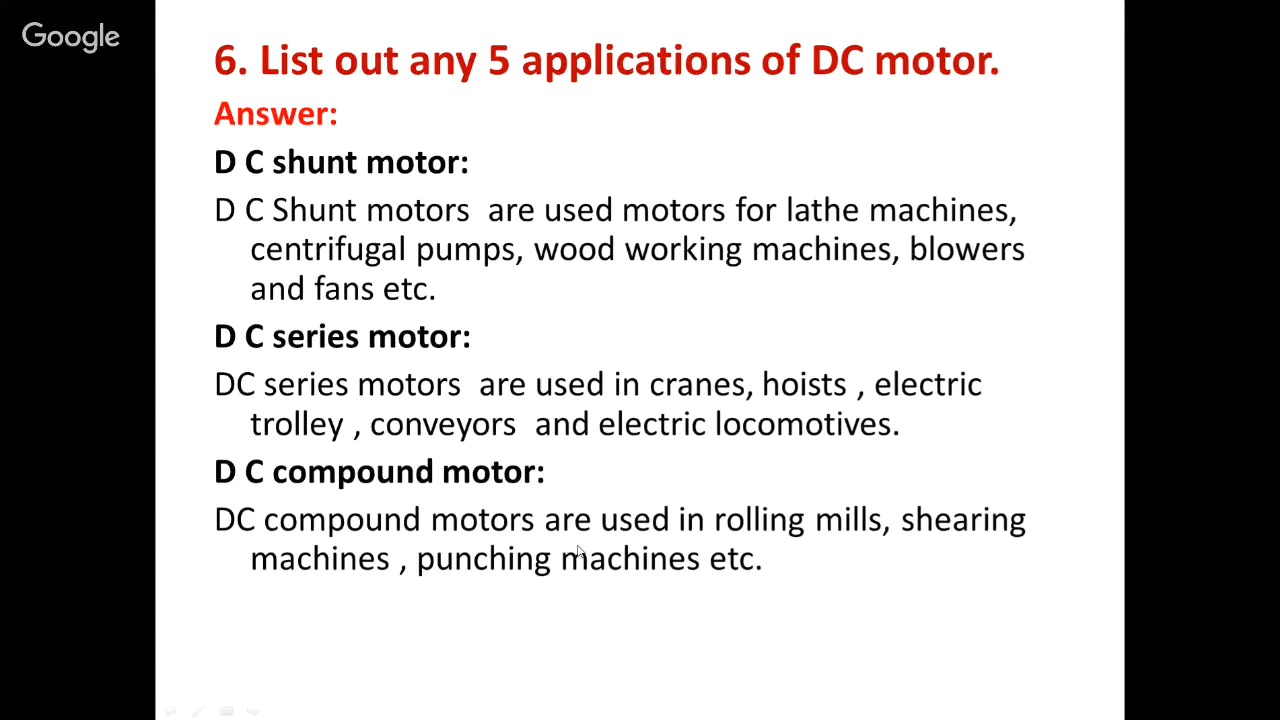 Google
6. List out any 5 applications of DC motor.
Answer:
D C shunt motor:
D C Shunt motors  are used motors for lathe machines,
centrifugal pumps, wood working machines, blowers
and fans etc.
D C series motor:
DC series motors  are used in cranes, hoists , electric
trolley , conveyors  and electric locomotives.
D C compound motor:
DC compound motors are used in rolling mills, shearing
machines , punching machines etc.